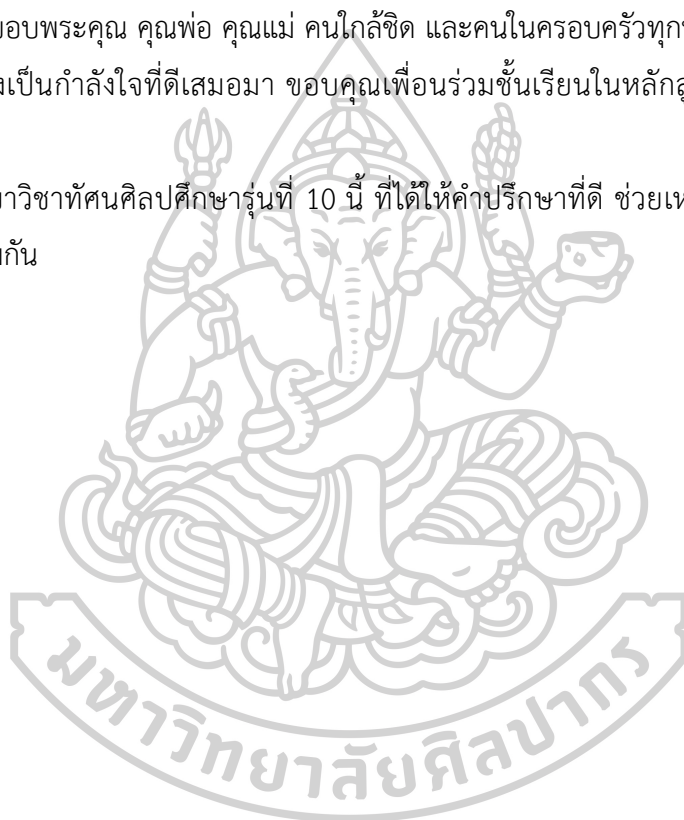 ขอบพระคุณ คุณพ่อ คุณแม่ คนใกล้ชิด และคนในครอบครัวทุก
เป็นกำลังใจที่ดีเสมอมา ขอบคุณเพื่อนร่วมชั้นเรียนในหลัก
วิชาทัศนศิลปศึกษารุ่นที่ 10 นี้ ที่ได้ให้คำปรึกษาที่ดี ช่วย
กัน
มหาวิทยาลัยศิลปากร